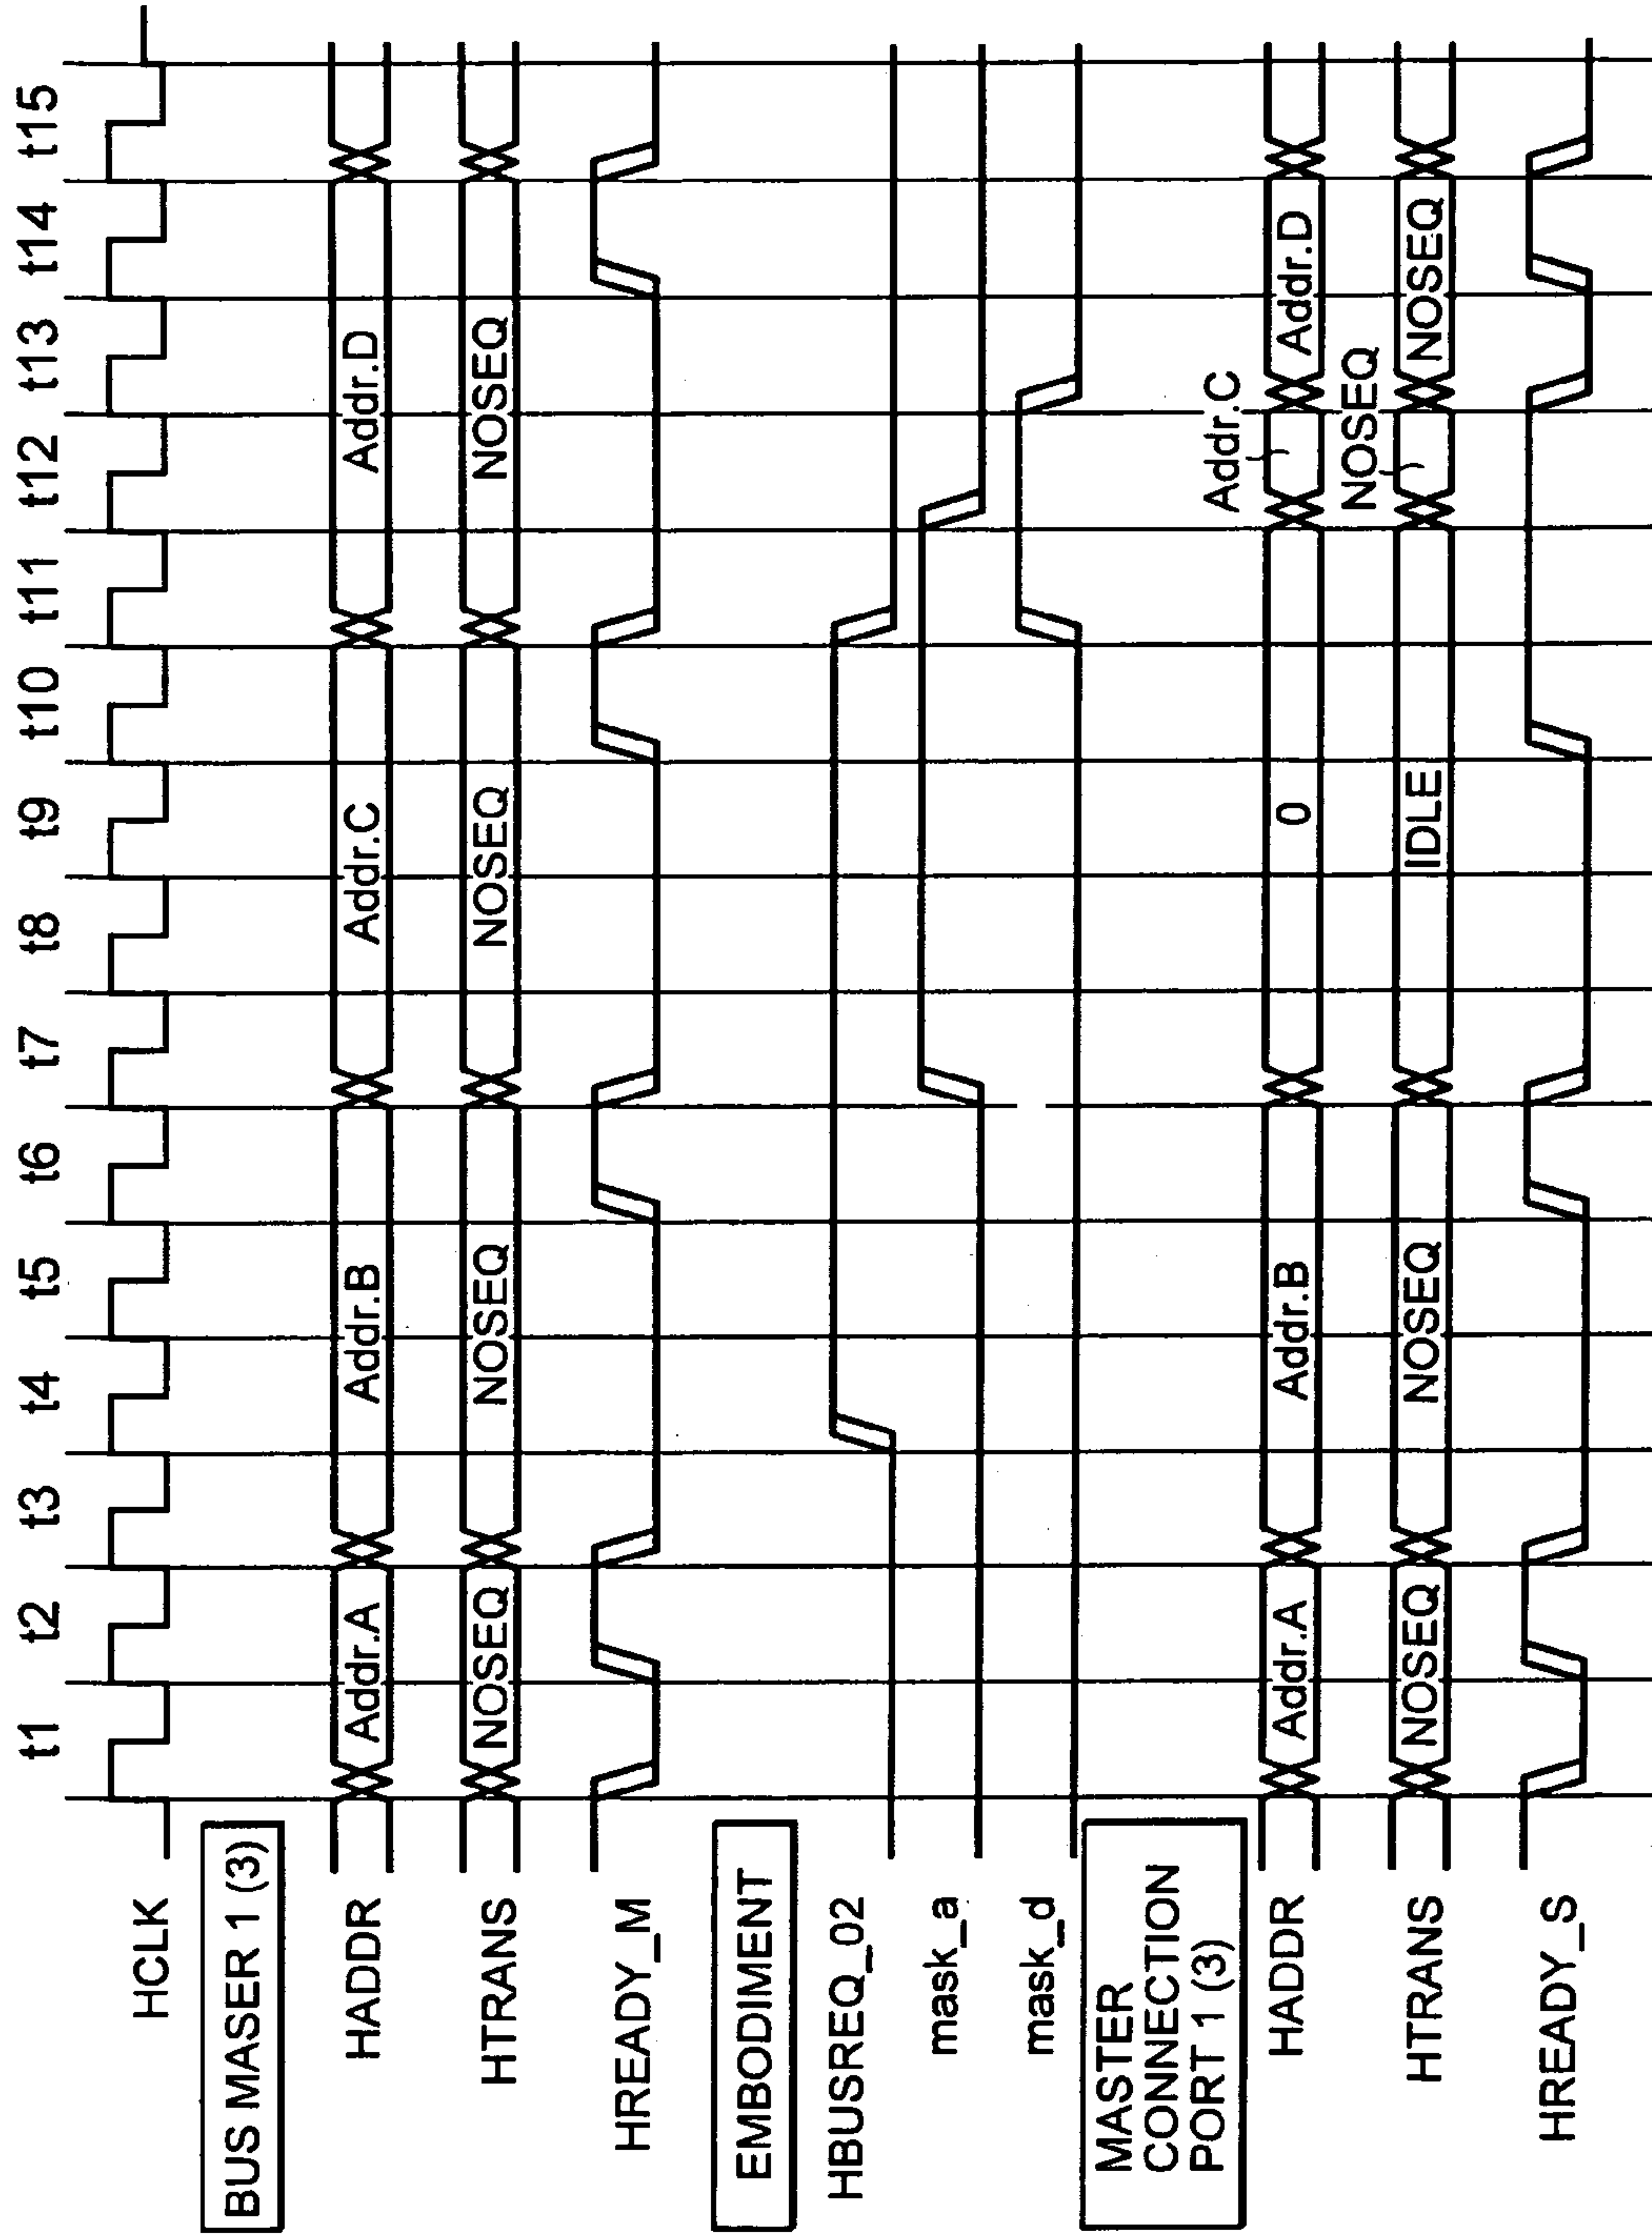 t1 t2 t3 t4 t5 t6 t7 t8 t9 t10 t11 t12 t13 t14 t15
HCLK
BUS MASER 1 (3)
HADDR Addr.A Addr.B Addr.C Addr.D
HTRANS NOSEQ NOSEQ NOSEQ NOSEQ
HREADY_M
EMBODIMENT
HBUSREQ_02
mask_a
mask_d
MASTER
CONNECTION
PORT 1 (3)
Addr.C
HADDR Addr.A Addr.B 0 Addr.D
NOSEQ
HTRANS NOSEQ NOSEQ IDLE NOSEQ
HREADY_S